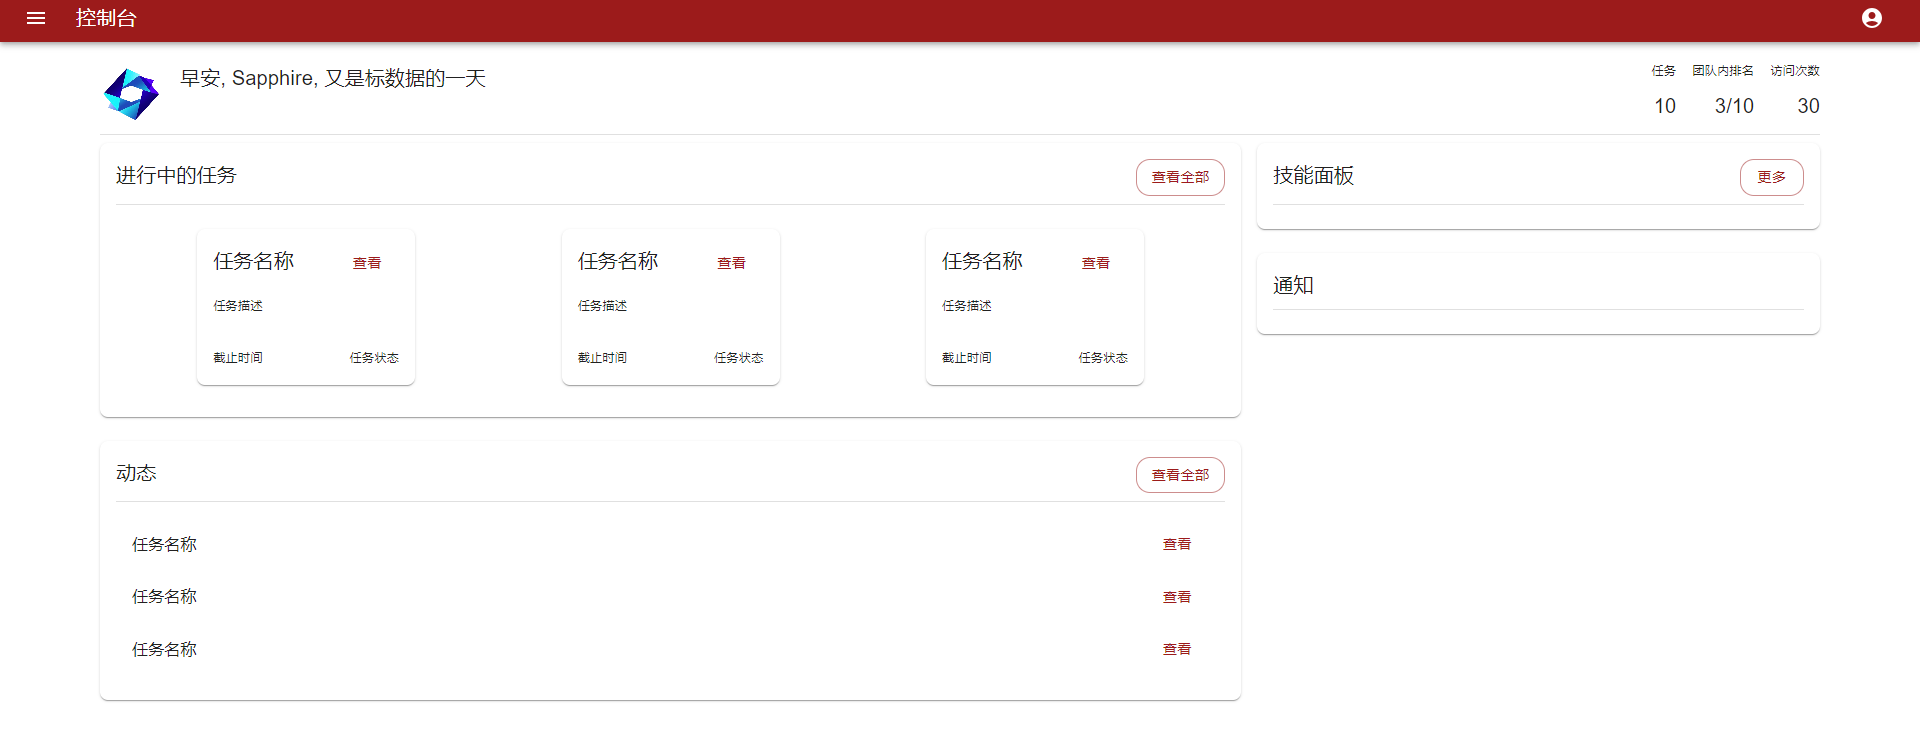 控制台
早安, Sapphire, 又是标数据的一天
任务 团队内排名 访问次数
10 3/10 30
进行中的任务 查看全部
任务名称 查看
任务描述
截止时间 任务状态
任务名称 查看
任务描述
截止时间 任务状态
任务名称 查看
任务描述
截止时间 任务状态
动态 查看全部
任务名称 查看
任务名称 查看
任务名称 查看
技能面板 更多
通知